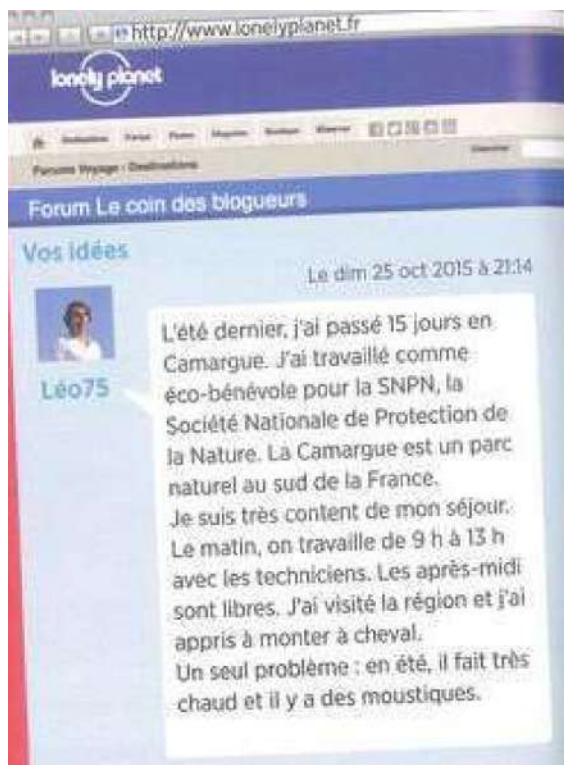 http://www.lonelyplanet.fr
lonely planet
Forums Voyage - Destinations
Forum Le coin des blogueurs
Vos idées
Le dim 25 oct 2015 à 21:14
Léo75
L'été dernier, j'ai passé 15 jours en
Camargue. J'ai travaillé comme
éco-bénévole pour la SNPN, la
Société Nationale de Protection de
la Nature. La Camargue est un parc
naturel au sud de la France.
Je suis très content de mon séjour.
Le matin, on travaille de 9 h à 13 h
avec les techniciens. Les après-midi
sont libres. J'ai visité la région et j'ai
appris à monter à cheval.
Un seul problème : en été, il fait très
chaud et il y a des moustiques.